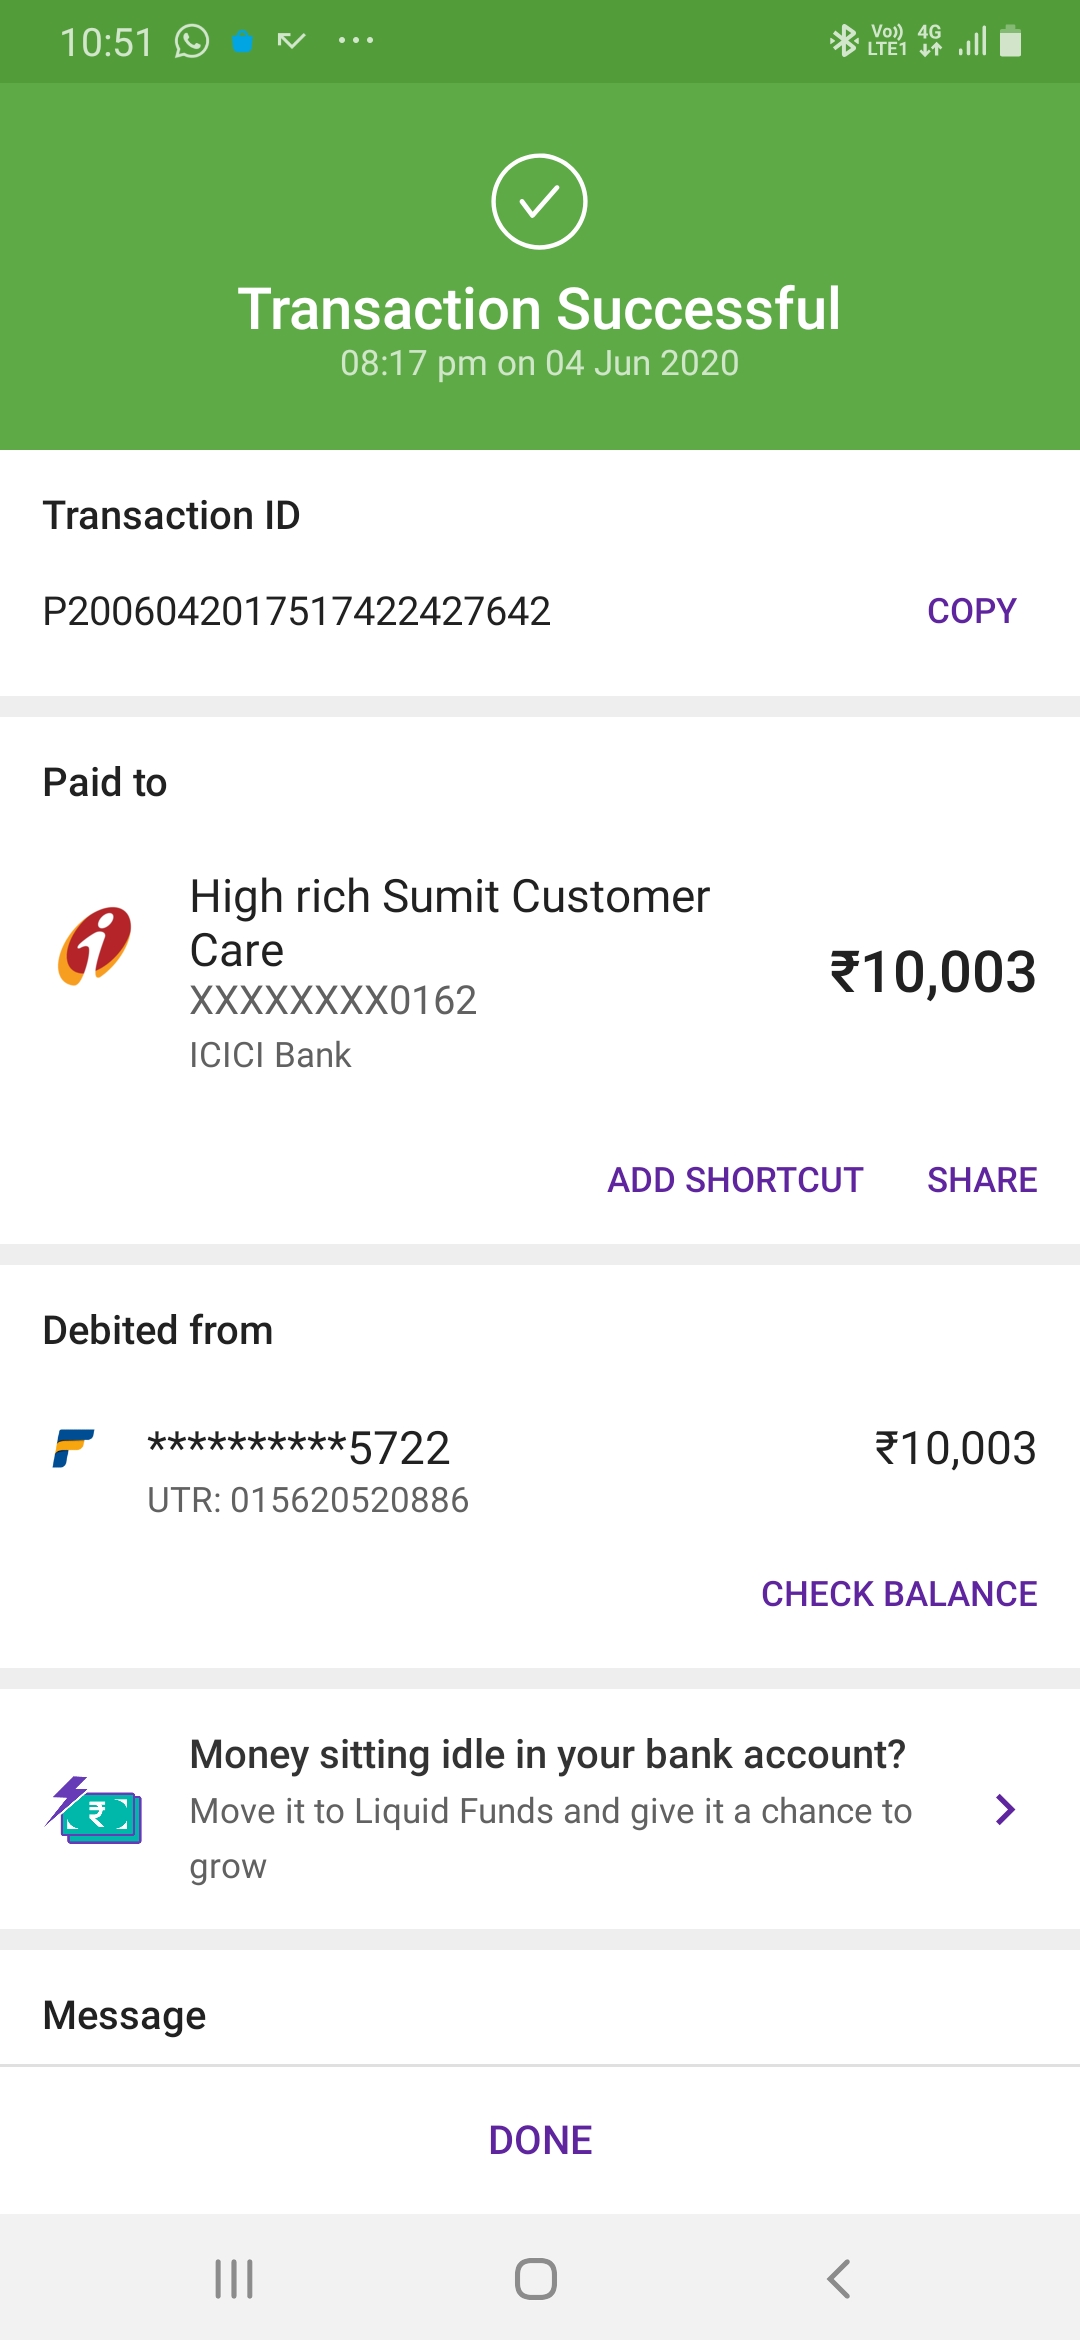 10:51
Vo)) 4G
LTE1
Transaction Successful
08:17 pm on 04 Jun 2020
Transaction ID
P2006042017517422427642
COPY
Paid to
High rich Sumit Customer
Care
₹10,003
XXXXXXXX0162
ICICI Bank
ADD SHORTCUT SHARE
Debited from
**********5722
₹10,003
UTR: 015620520886
CHECK BALANCE
Money sitting idle in your bank account?
Move it to Liquid Funds and give it a chance to
grow
Message
DONE